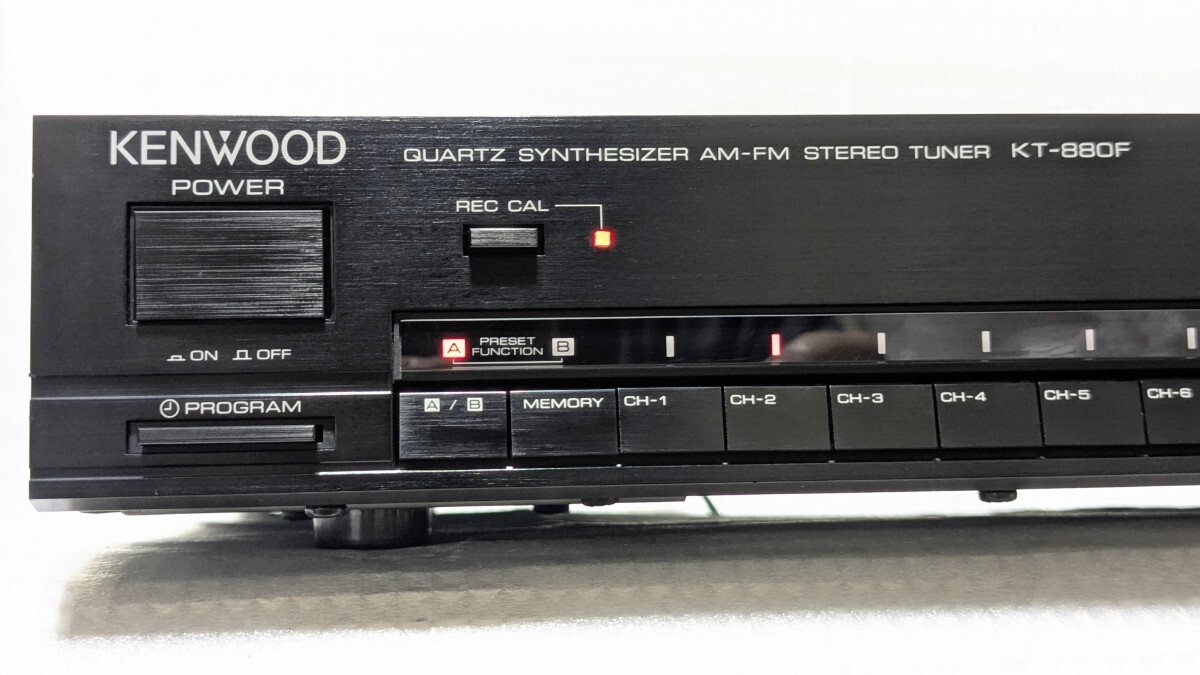 KENWOOD
QUARTZ SYNTHESIZER AM-FM STEREO TUNER KT-880F
POWER
REC CAL
ON OFF
A PRESET FUNCTION B
PROGRAM
A / B
MEMORY
CH-1
CH-2
CH-3
CH-4
CH-5
CH-6